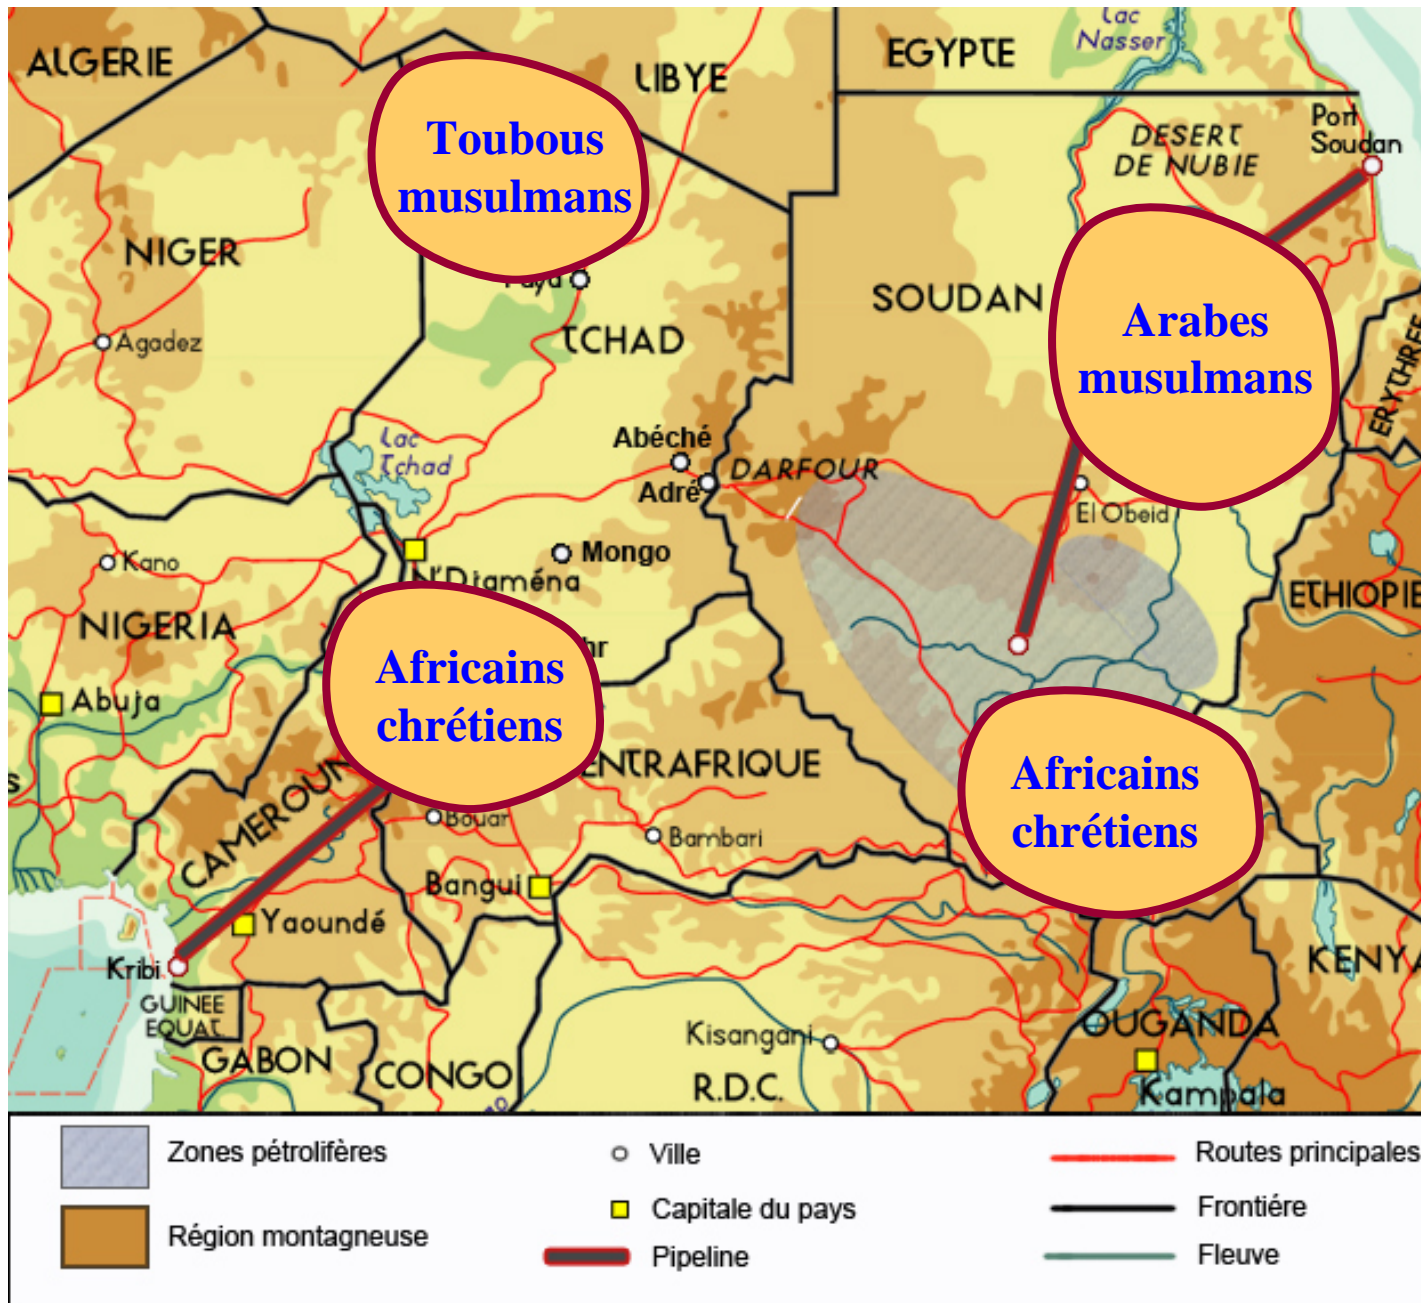 ALGERIE
LIBYE
EGYPTE
Lac
Nasser
Port
Soudan
DESERT
DE NUBIE
Toubous
musulmans
NIGER
SOUDAN
Agadez
TCHAD
Arabes
musulmans
ERYTHREE
Lac
Tchad
Abéché
Adré
DARFOUR
El Obeid
Kano
Mongo
N'Djaména
ETHIOPIE
NIGERIA
Africains
chrétiens
Abuja
CAMEROUN
ENTRAFRIQUE
Africains
chrétiens
Bouar
Bambari
Bangui
Yaoundé
Kribi
KENYA
GUINEE
EQUAT.
GABON
CONGO
Kisangani
R.D.C.
OUGANDA
Kampala
Zones pétrolifères
Ville
Routes principales
Région montagneuse
Capitale du pays
Frontiére
Pipeline
Fleuve